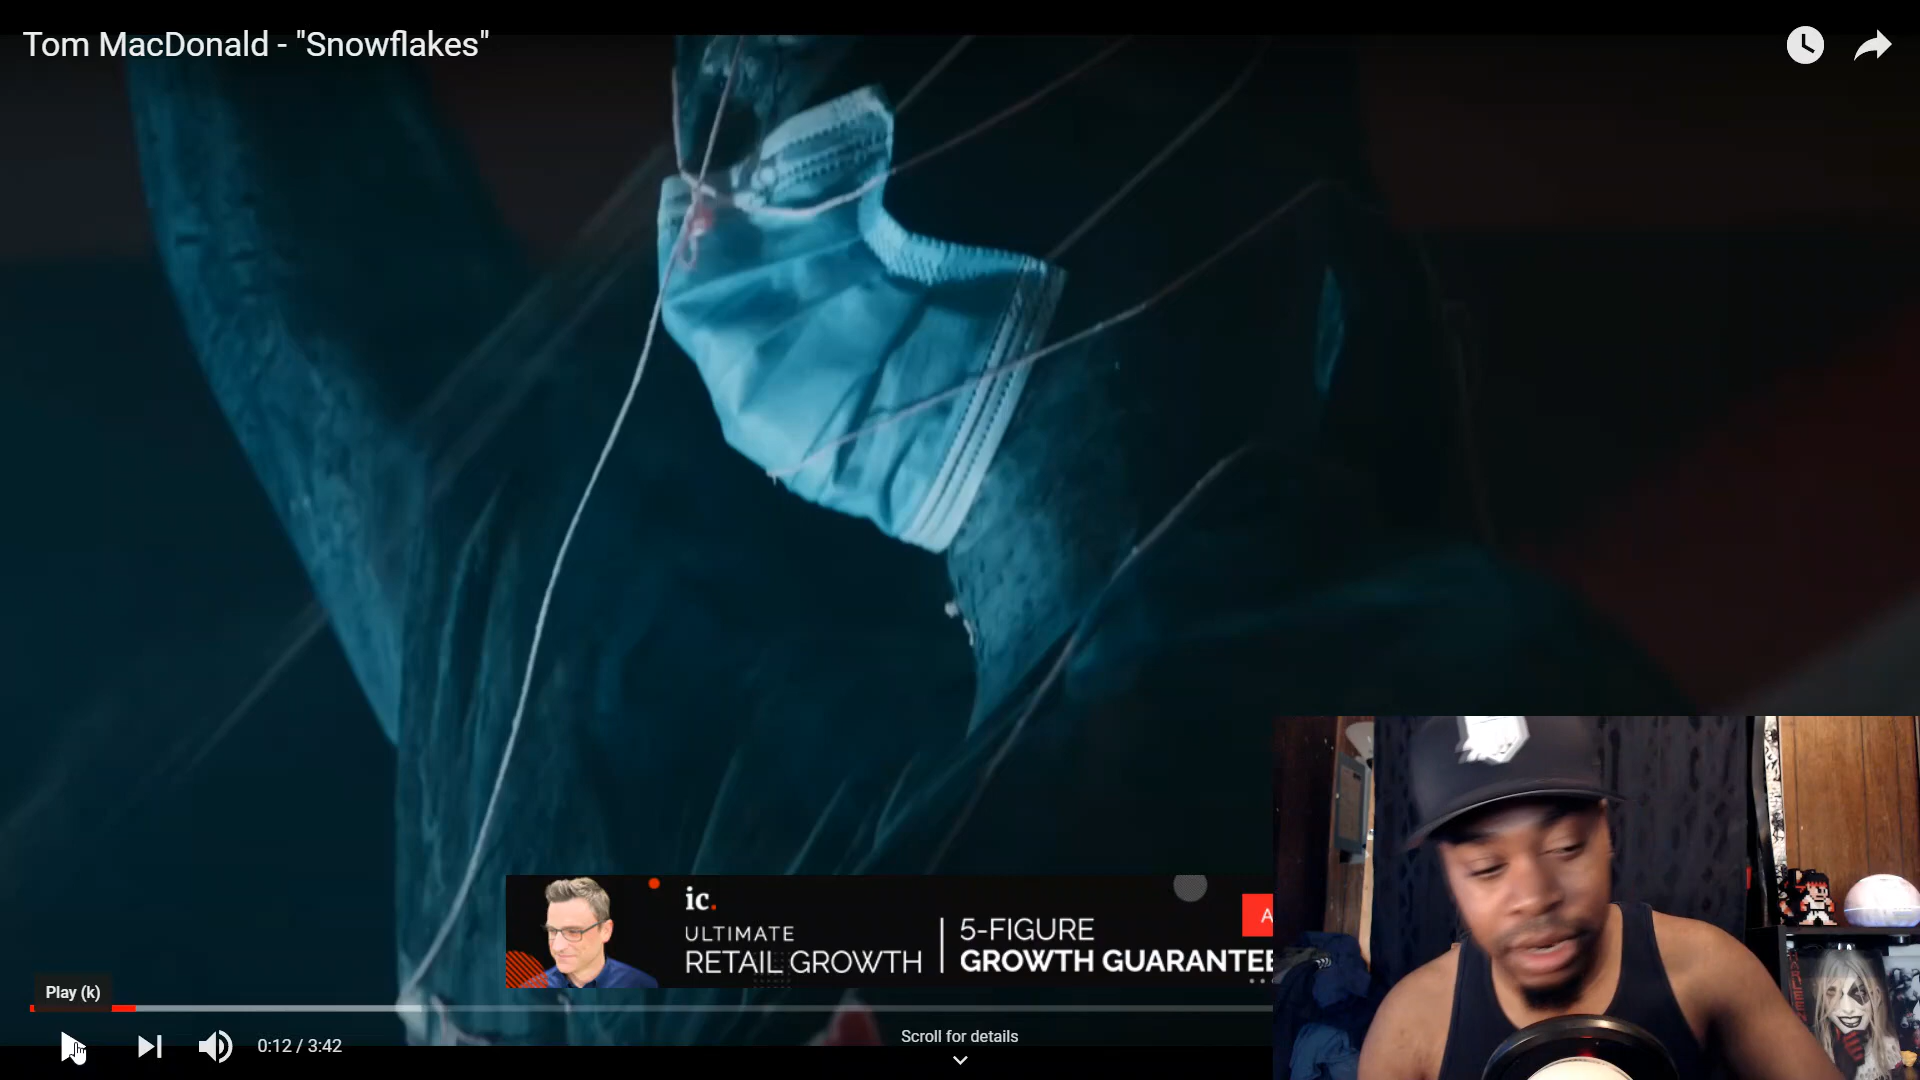 Tom MacDonald - "Snowflakes"
ic.
ULTIMATE
RETAIL GROWTH
5-FIGURE
GROWTH GUARANTEE
A
Play (k)
0:12 / 3:42
Scroll for details